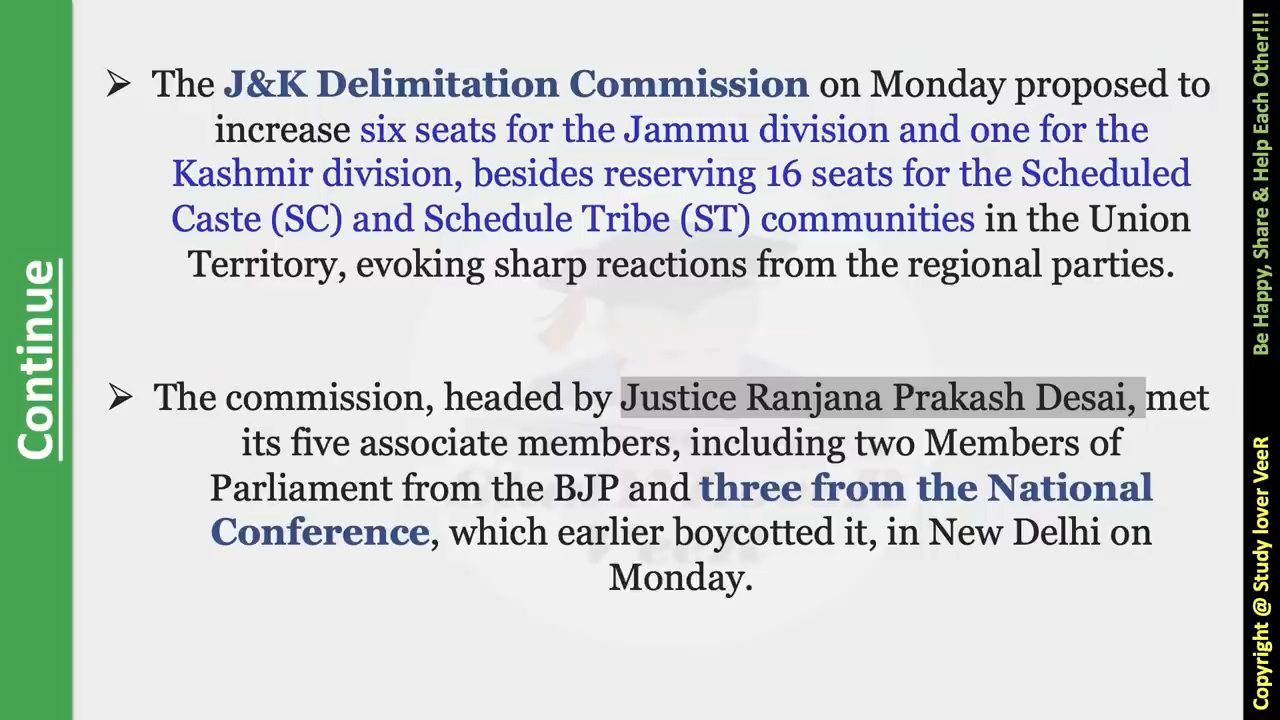 Continue
➢ The J&K Delimitation Commission on Monday proposed to
increase six seats for the Jammu division and one for the
Kashmir division, besides reserving 16 seats for the Scheduled
Caste (SC) and Schedule Tribe (ST) communities in the Union
Territory, evoking sharp reactions from the regional parties.
➢ The commission, headed by Justice Ranjana Prakash Desai, met
its five associate members, including two Members of
Parliament from the BJP and three from the National
Conference, which earlier boycotted it, in New Delhi on
Monday.
Be Happy, Share & Help Each Other!!!
Copyright @ Study lover VeeR